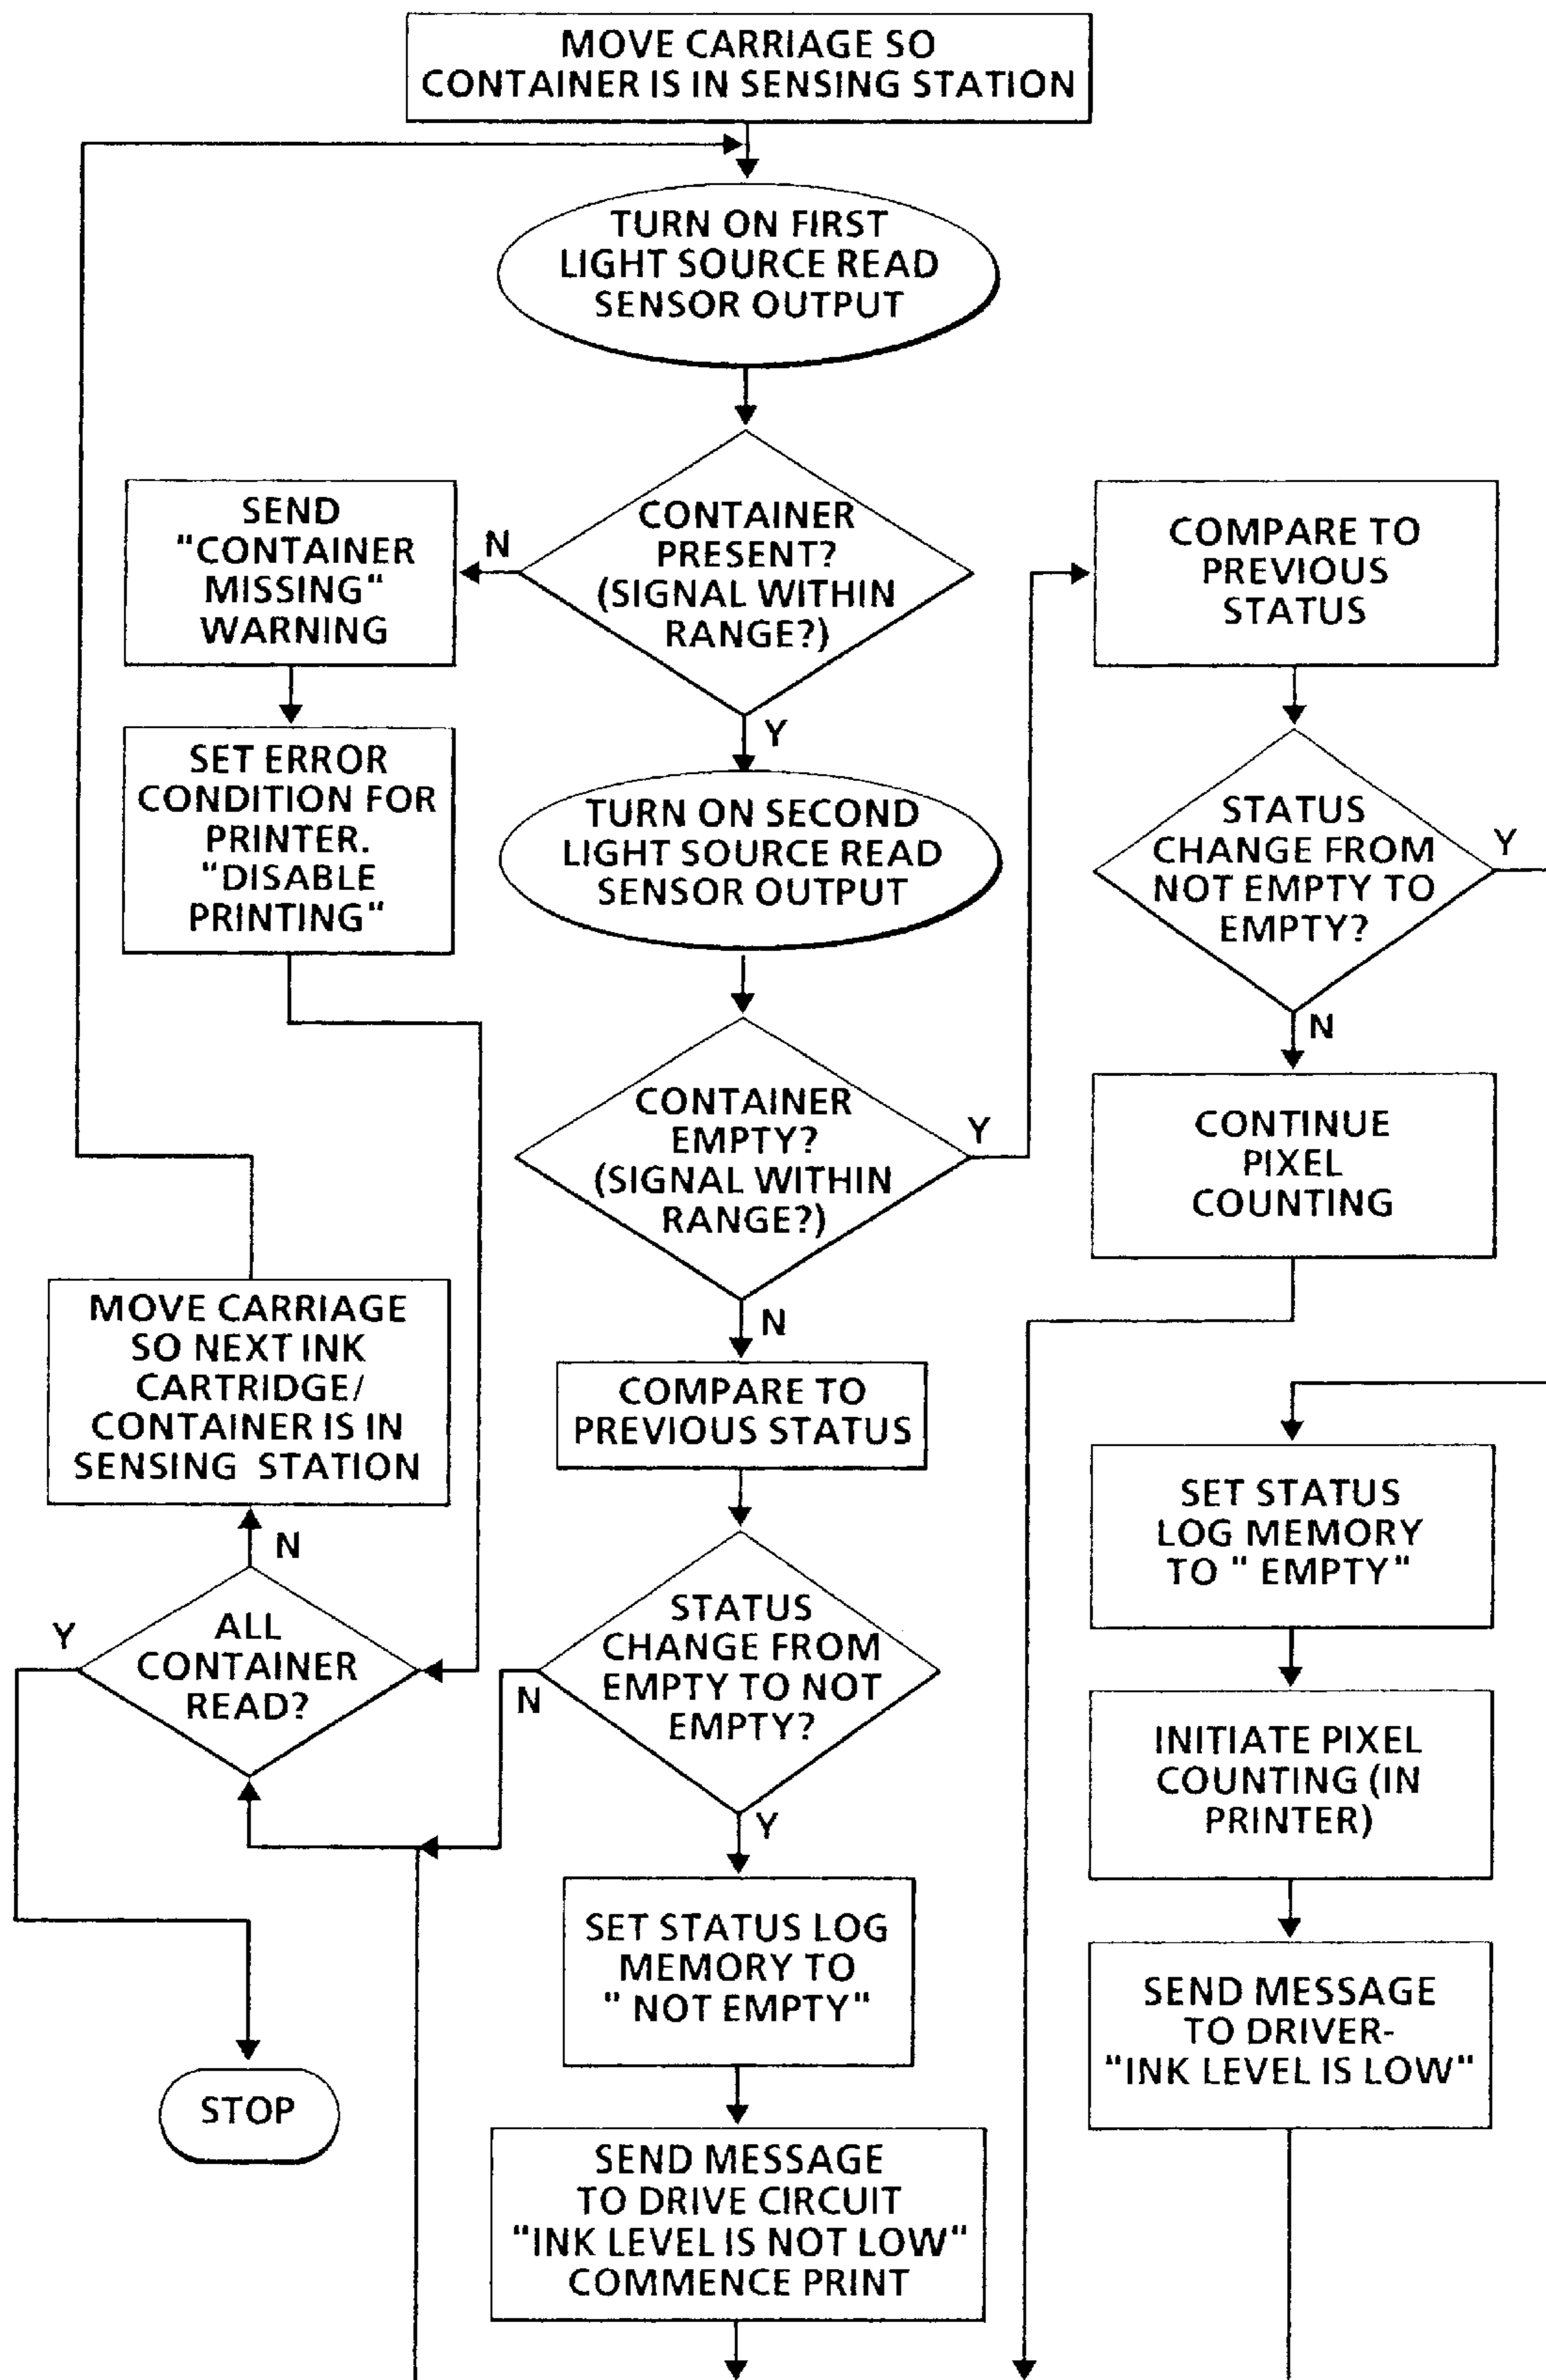 MOVE CARRIAGE SO
CONTAINER IS IN SENSING STATION
TURN ON FIRST
LIGHT SOURCE READ
SENSOR OUTPUT
CONTAINER
PRESENT?
(SIGNAL WITHIN
RANGE?)
N
Y
SEND
"CONTAINER
MISSING"
WARNING
SET ERROR
CONDITION FOR
PRINTER.
"DISABLE
PRINTING"
TURN ON SECOND
LIGHT SOURCE READ
SENSOR OUTPUT
CONTAINER
EMPTY?
(SIGNAL WITHIN
RANGE?)
Y
N
COMPARE TO
PREVIOUS
STATUS
STATUS
CHANGE FROM
NOT EMPTY TO
EMPTY?
Y
N
CONTINUE
PIXEL
COUNTING
SET STATUS
LOG MEMORY
TO " EMPTY"
INITIATE PIXEL
COUNTING (IN
PRINTER)
SEND MESSAGE
TO DRIVER-
"INK LEVEL IS LOW"
COMPARE TO
PREVIOUS STATUS
STATUS
CHANGE FROM
EMPTY TO NOT
EMPTY?
N
Y
SET STATUS LOG
MEMORY TO
" NOT EMPTY"
SEND MESSAGE
TO DRIVE CIRCUIT
"INK LEVEL IS NOT LOW"
COMMENCE PRINT
MOVE CARRIAGE
SO NEXT INK
CARTRIDGE/
CONTAINER IS IN
SENSING STATION
N
ALL
CONTAINER
READ?
Y
STOP